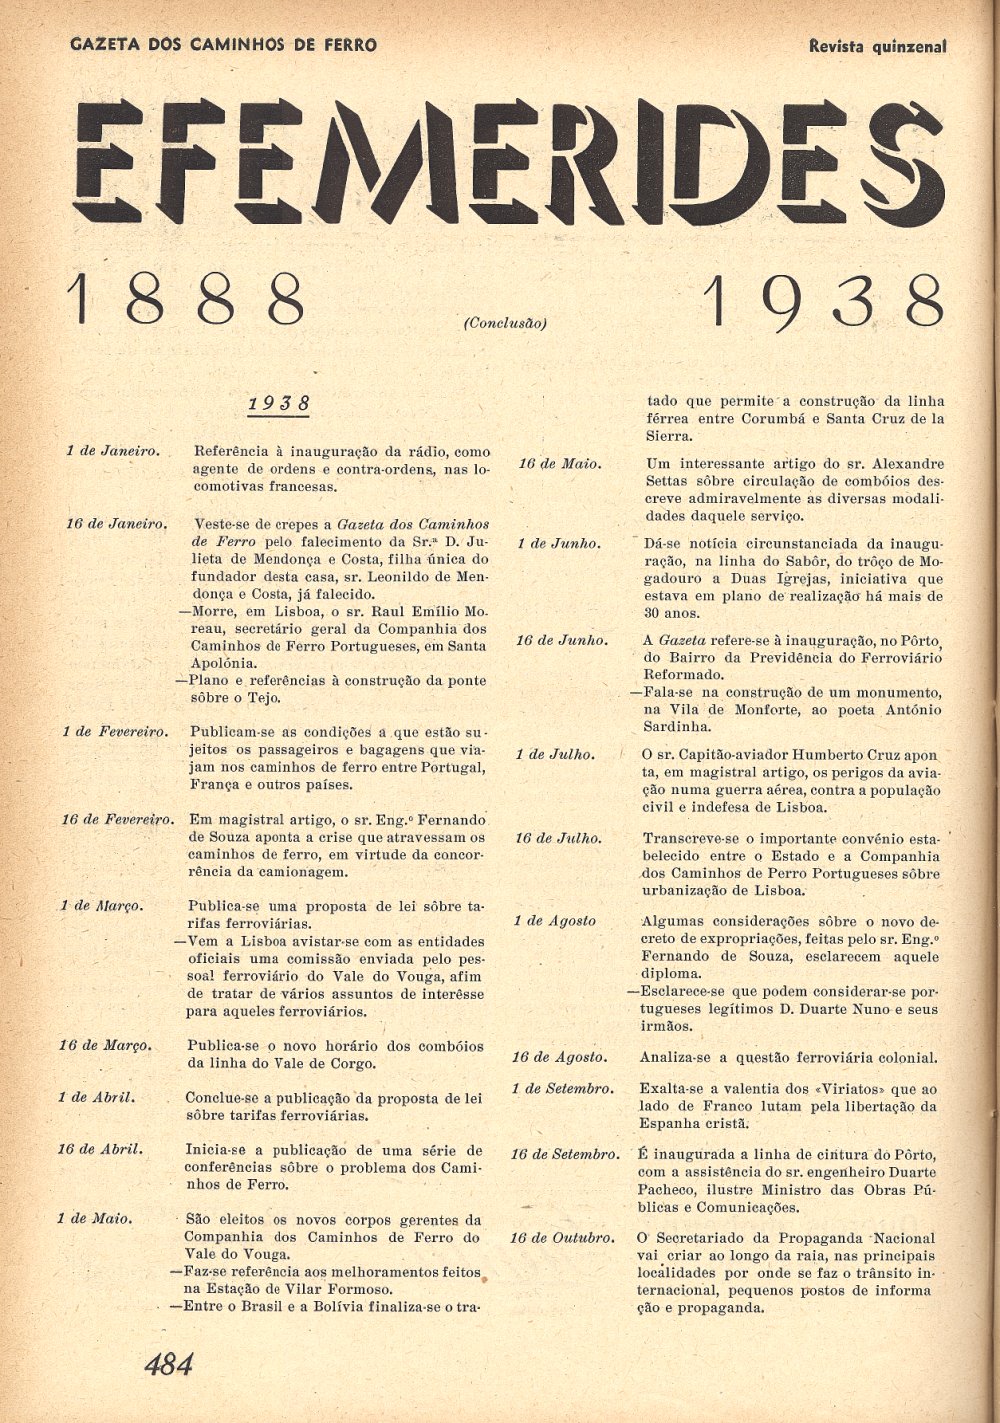 GAZETA DOS CAMINHOS DE FERRO
Revista quinzenal
EFEMERIDES
1888
(Conclusão)
1938
1938
1 de Janeiro. Referência à inauguração da rádio, como
agente de ordens e contra-ordens, nas lo-
comotivas francesas.
16 de Janeiro. Veste-se de crepes a Gazeta dos Caminhos
de Ferro pelo falecimento da Sr.ª D. Ju-
lieta de Mendonça e Costa, filha única do
fundador desta casa, sr. Leonildo de Men-
donça e Costa, já falecido.
—Morre, em Lisboa, o sr. Raul Emílio Mo-
reau, secretário geral da Companhia dos
Caminhos de Ferro Portugueses, em Santa
Apolónia.
—Plano e referências à construção da ponte
sôbre o Tejo.
1 de Fevereiro. Publicam-se as condições a que estão su-
jeitos os passageiros e bagagens que via-
jam nos caminhos de ferro entre Portugal,
França e outros países.
16 de Fevereiro. Em magistral artigo, o sr. Eng.º Fernando
de Souza aponta a crise que atravessam os
caminhos de ferro, em virtude da concor-
rência da camionagem.
1 de Março. Publica-se uma proposta de lei sôbre ta-
rifas ferroviárias.
—Vem a Lisboa avistar-se com as entidades
oficiais uma comissão enviada pelo pes-
soal ferroviário do Vale do Vouga, afim
de tratar de vários assuntos de interêsse
para aqueles ferroviários.
16 de Março. Publica-se o novo horário dos combóios
da linha do Vale de Corgo.
1 de Abril. Conclue-se a publicação da proposta de lei
sôbre tarifas ferroviárias.
16 de Abril. Inicia-se a publicação de uma série de
conferências sôbre o problema dos Cami-
nhos de Ferro.
1 de Maio. São eleitos os novos corpos gerentes da
Companhia dos Caminhos de Ferro do
Vale do Vouga.
—Faz-se referência aos melhoramentos feitos
na Estação de Vilar Formoso.
—Entre o Brasil e a Bolívia finaliza-se o tra-
tado que permite a construção da linha
férrea entre Corumbá e Santa Cruz de la
Sierra.
16 de Maio. Um interessante artigo do sr. Alexandre
Settas sôbre circulação de combóios des-
creve admiravelmente as diversas modali-
dades daquele serviço.
1 de Junho. Dá-se notícia circunstanciada da inaugu-
ração, na linha do Sabôr, do trôço de Mo-
gadouro a Duas Igrejas, iniciativa que
estava em plano de realização há mais de
30 anos.
16 de Junho. A Gazeta refere-se à inauguração, no Pôrto,
do Bairro da Previdência do Ferroviário
Reformado.
—Fala-se na construção de um monumento,
na Vila de Monforte, ao poeta António
Sardinha.
1 de Julho. O sr. Capitão-aviador Humberto Cruz apon
ta, em magistral artigo, os perigos da avia-
ção numa guerra aérea, contra a população
civil e indefesa de Lisboa.
16 de Julho. Transcreve-se o importante convénio esta-
belecido entre o Estado e a Companhia
dos Caminhos de Perro Portugueses sôbre
urbanização de Lisboa.
1 de Agosto Algumas considerações sôbre o novo de-
creto de expropriações, feitas pelo sr. Eng.º
Fernando de Souza, esclarecem aquele
diploma.
—Esclarece-se que podem considerar-se por-
tugueses legítimos D. Duarte Nuno e seus
irmãos.
16 de Agosto. Analiza-se a questão ferroviária colonial.
1 de Setembro. Exalta-se a valentia dos «Viriatos» que ao
lado de Franco lutam pela libertação da
Espanha cristã.
16 de Setembro. É inaugurada a linha de cintura do Pôrto,
com a assistência do sr. engenheiro Duarte
Pacheco, ilustre Ministro das Obras Pú-
blicas e Comunicações.
16 de Outubro. O Secretariado da Propaganda Nacional
vai criar ao longo da raia, nas principais
localidades por onde se faz o trânsito in-
ternacional, pequenos postos de informa
ção e propaganda.
484